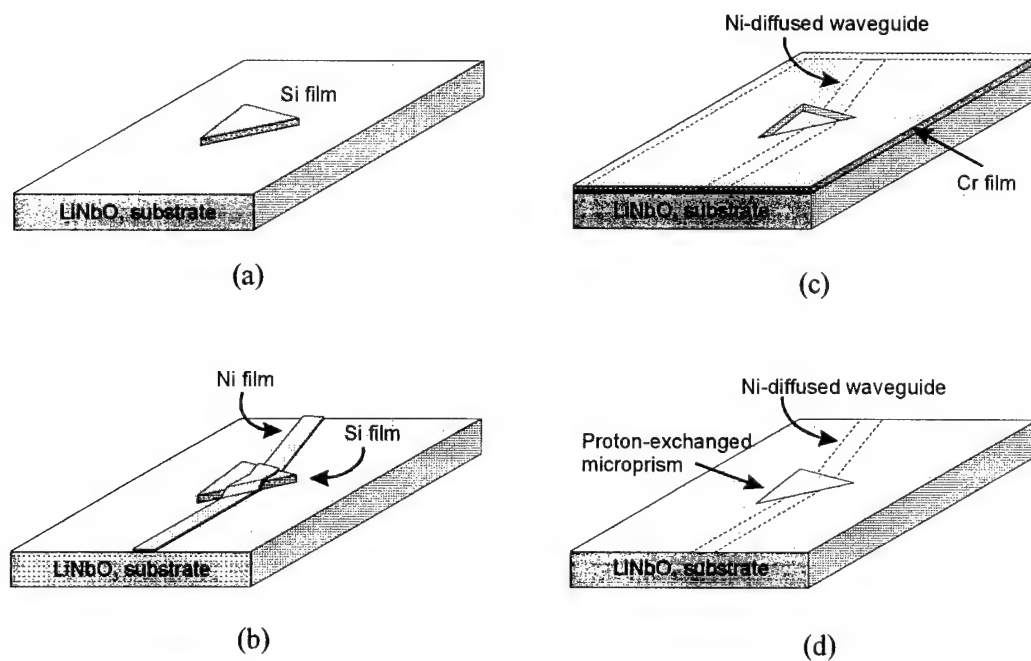 Si film
LiNbO₃ substrate
(a)
Ni-diffused
waveguide
Cr film
LiNbO₃ substrate
(c)
Ni film
Si film
LiNbO₃ substrate
(b)
Ni-diffused waveguide
Proton-exchanged
microprism
LiNbO₃ substrate
(d)